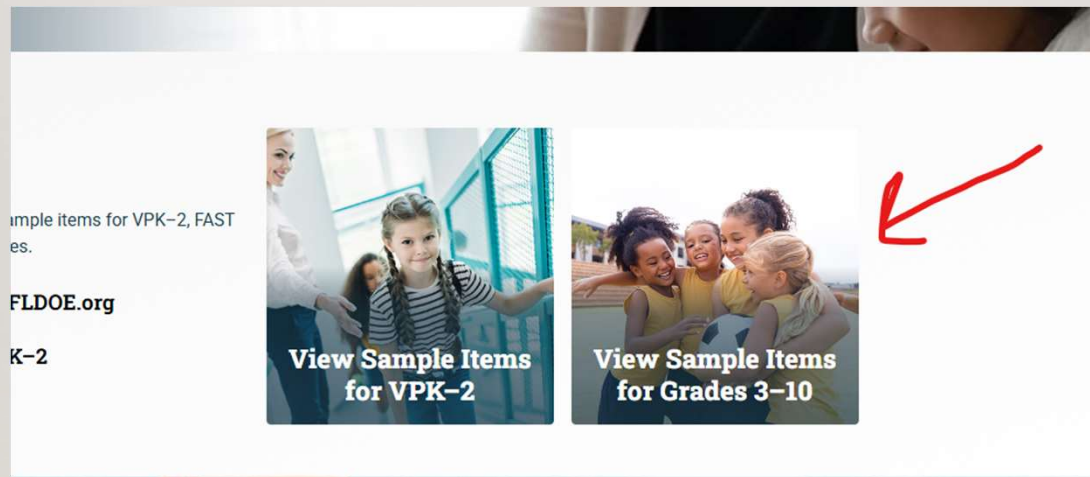 ample items for VPK–2, FAST
es.
FLDOE.org
K–2
View Sample Items
for VPK–2
View Sample Items
for Grades 3–10